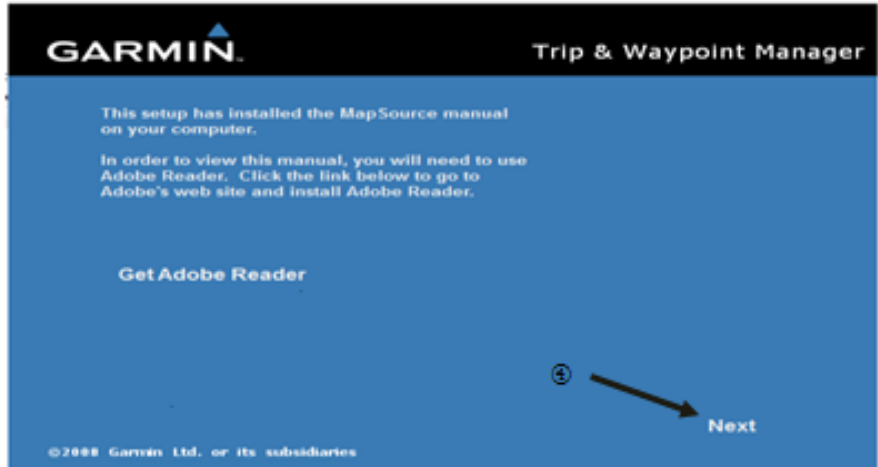 GARMIN
Trip & Waypoint Manager
This setup has installed the MapSource manual
on your computer.
In order to view this manual, you will need to use
Adobe Reader. Click the link below to go to
Adobe's web site and install Adobe Reader.
Get Adobe Reader
④
Next
©2008 Garmin Ltd. or its subsidiaries